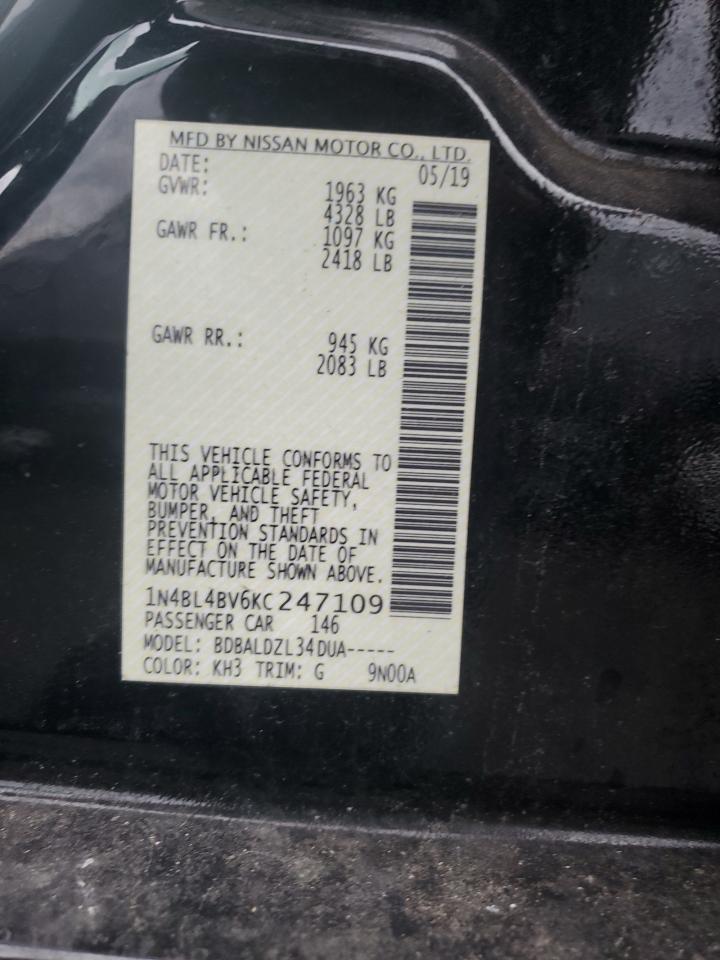 MFD BY NISSAN MOTOR CO., LTD.
DATE: 05/19
GVWR: 1963 KG
4328 LB
GAWR FR.: 1097 KG
2418 LB
GAWR RR.: 945 KG
2083 LB
THIS VEHICLE CONFORMS TO
ALL APPLICABLE FEDERAL
MOTOR VEHICLE SAFETY,
BUMPER, AND THEFT
PREVENTION STANDARDS IN
EFFECT ON THE DATE OF
MANUFACTURE SHOWN ABOVE.
1N4BL4BV6KC247109
PASSENGER CAR 146
MODEL: BDBALDZL34DUA-----
COLOR: KH3 TRIM: G 9N00A